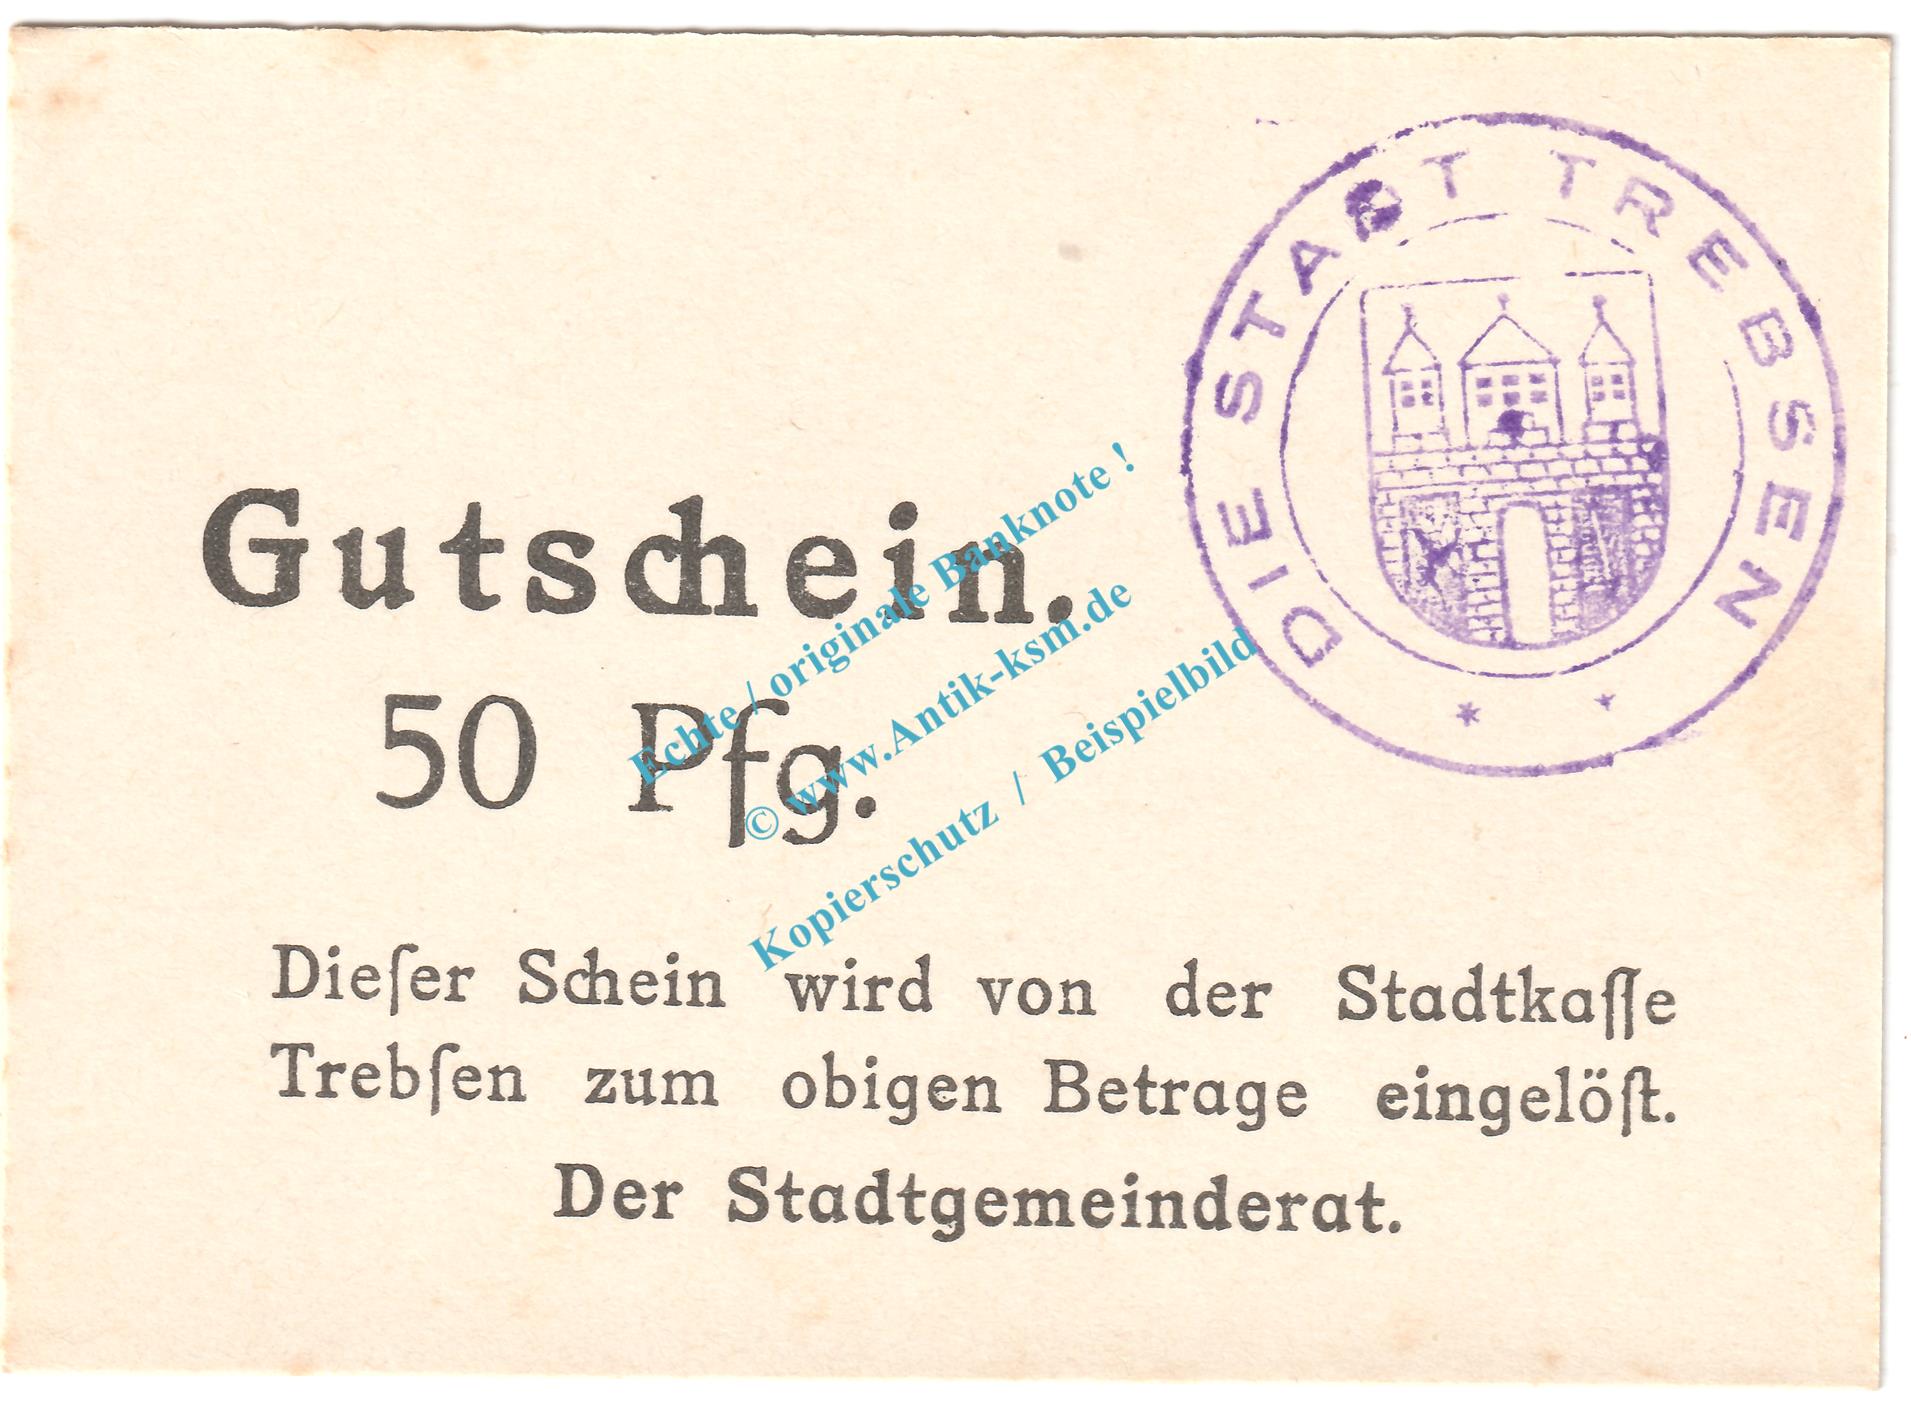 DIE STADT TREBSEN
* *
Gutschein.
50 Pfg.
Dieſer Schein wird von der Stadtkaſſe
Trebſen zum obigen Betrage eingelöſt.
Der Stadtgemeinderat.
Echte / originale Banknote !
© www.Antik-ksm.de
Kopierschutz / Beispielbild